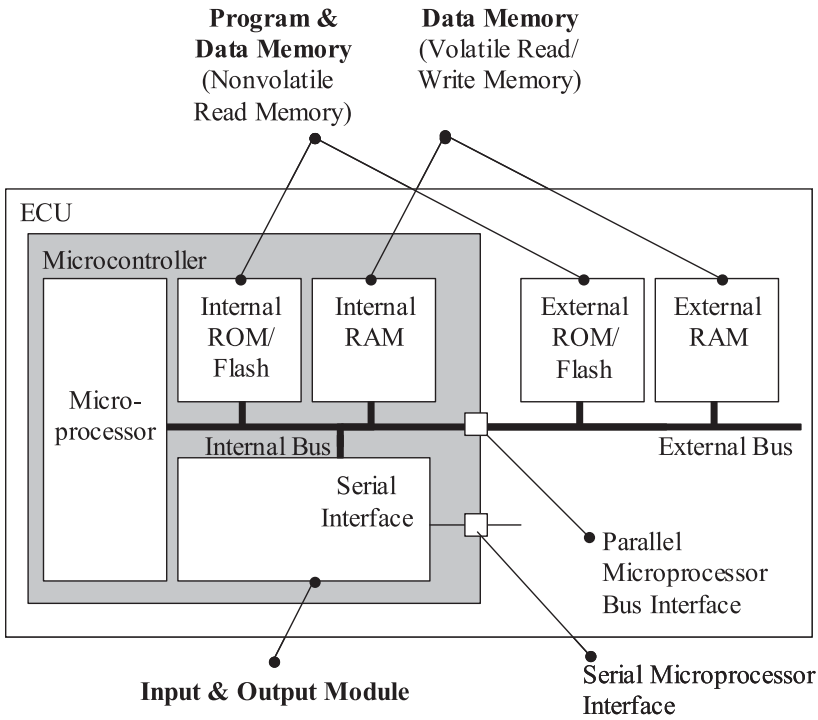 Program &
Data Memory
(Nonvolatile
Read Memory)
Data Memory
(Volatile Read/
Write Memory)
ECU
Microcontroller
Micro-
processor
Internal
ROM/
Flash
Internal
RAM
External
ROM/
Flash
External
RAM
Internal Bus
External Bus
Serial
Interface
Parallel
Microprocessor
Bus Interface
Serial Microprocessor
Interface
Input & Output Module